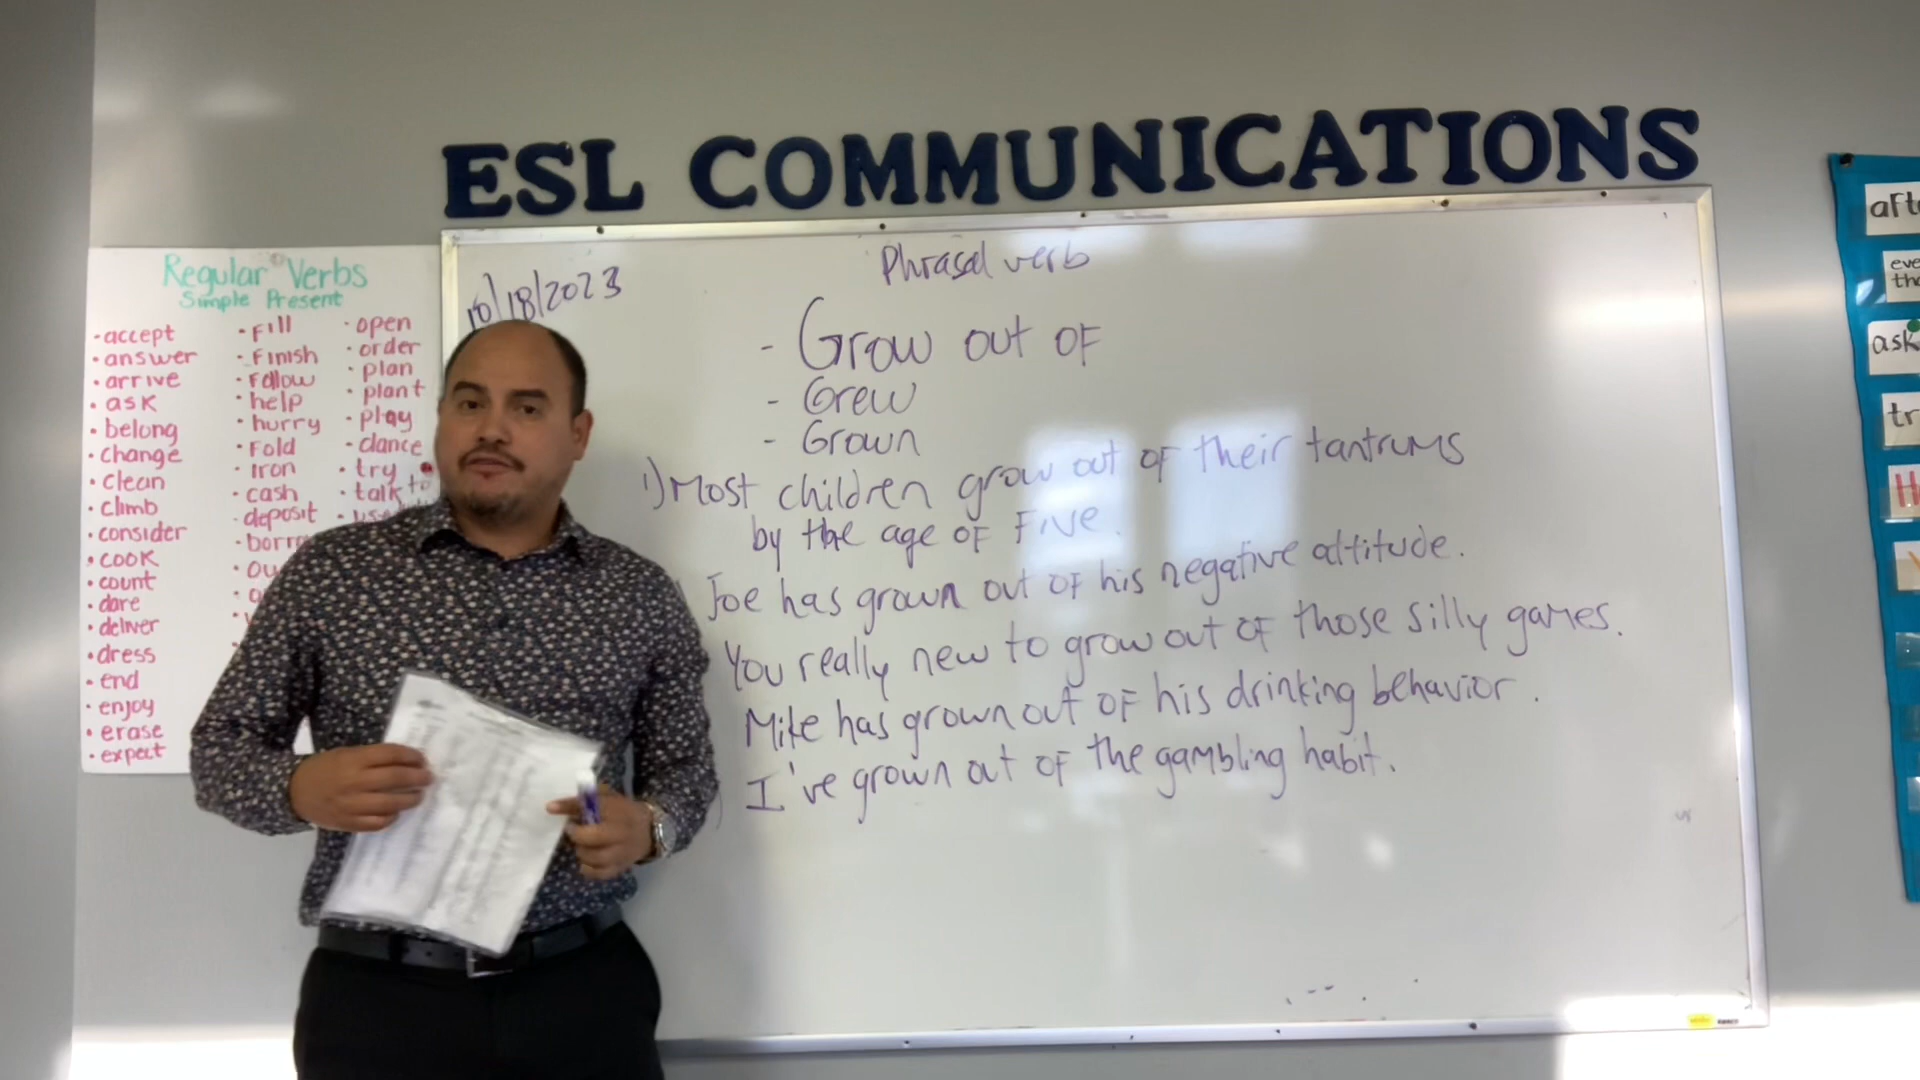 ESL COMMUNICATIONS
Regular Verbs
Simple Present
• accept
• answer
• arrive
• ask
• belong
• change
• clean
• climb
• consider
• cook
• count
• dare
• deliver
• dress
• end
• enjoy
• erase
• expect
• fill
• Finish
• Follow
• help
• hurry
• Fold
• Iron
• cash
• deposit
• open
• order
• plan
• plant
• play
• dance
• try
• talk to
10/18/2023
Phrasal verb
- Grow out of
- Grew
- Grown
1) Most children grow out of their tantrums
by the age of Five.
Joe has grown out of his negative attitude.
You really new to grow out of those silly games.
Mike has grown out of his drinking behavior.
I've grown out of the gambling habit.
ask